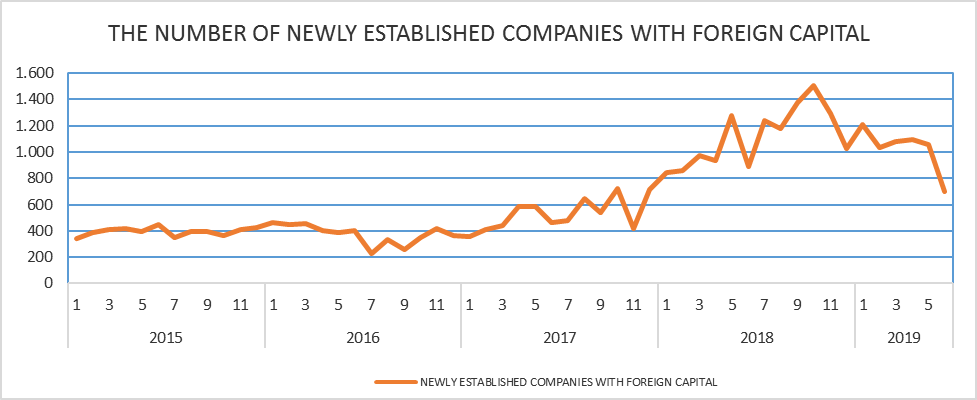 THE NUMBER OF NEWLY ESTABLISHED COMPANIES WITH FOREIGN CAPITAL
1.600
1.400
1.200
1.000
800
600
400
200
0
1 3 5 7 9 11 1 3 5 7 9 11 1 3 5 7 9 11 1 3 5 7 9 11 1 3 5
2015 2016 2017 2018 2019
NEWLY ESTABLISHED COMPANIES WITH FOREIGN CAPITAL